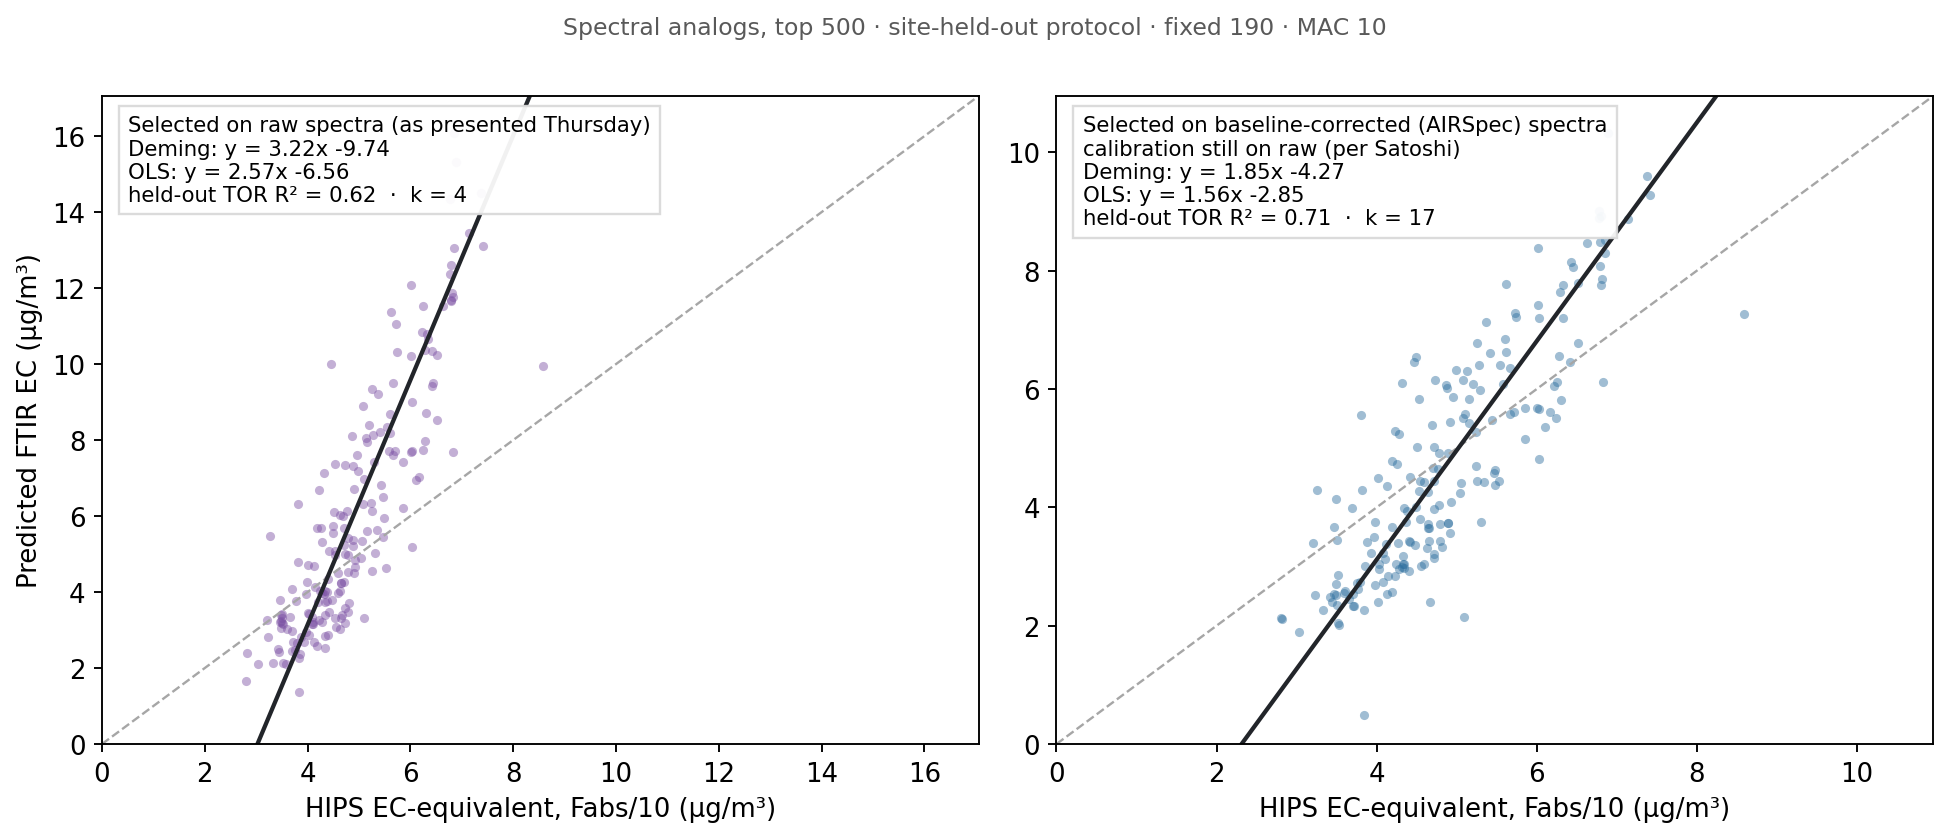 Spectral analogs, top 500 · site-held-out protocol · fixed 190 · MAC 10
Selected on raw spectra (as presented Thursday)
Deming: y = 3.22x -9.74
OLS: y = 2.57x -6.56
held-out TOR R² = 0.62 · k = 4
16
14
12
10
8
6
4
2
0
Predicted FTIR EC (μg/m³)
0 2 4 6 8 10 12 14 16
HIPS EC-equivalent, Fabs/10 (μg/m³)
Selected on baseline-corrected (AIRSpec) spectra
calibration still on raw (per Satoshi)
Deming: y = 1.85x -4.27
OLS: y = 1.56x -2.85
held-out TOR R² = 0.71 · k = 17
10
8
6
4
2
0
0 2 4 6 8 10
HIPS EC-equivalent, Fabs/10 (μg/m³)